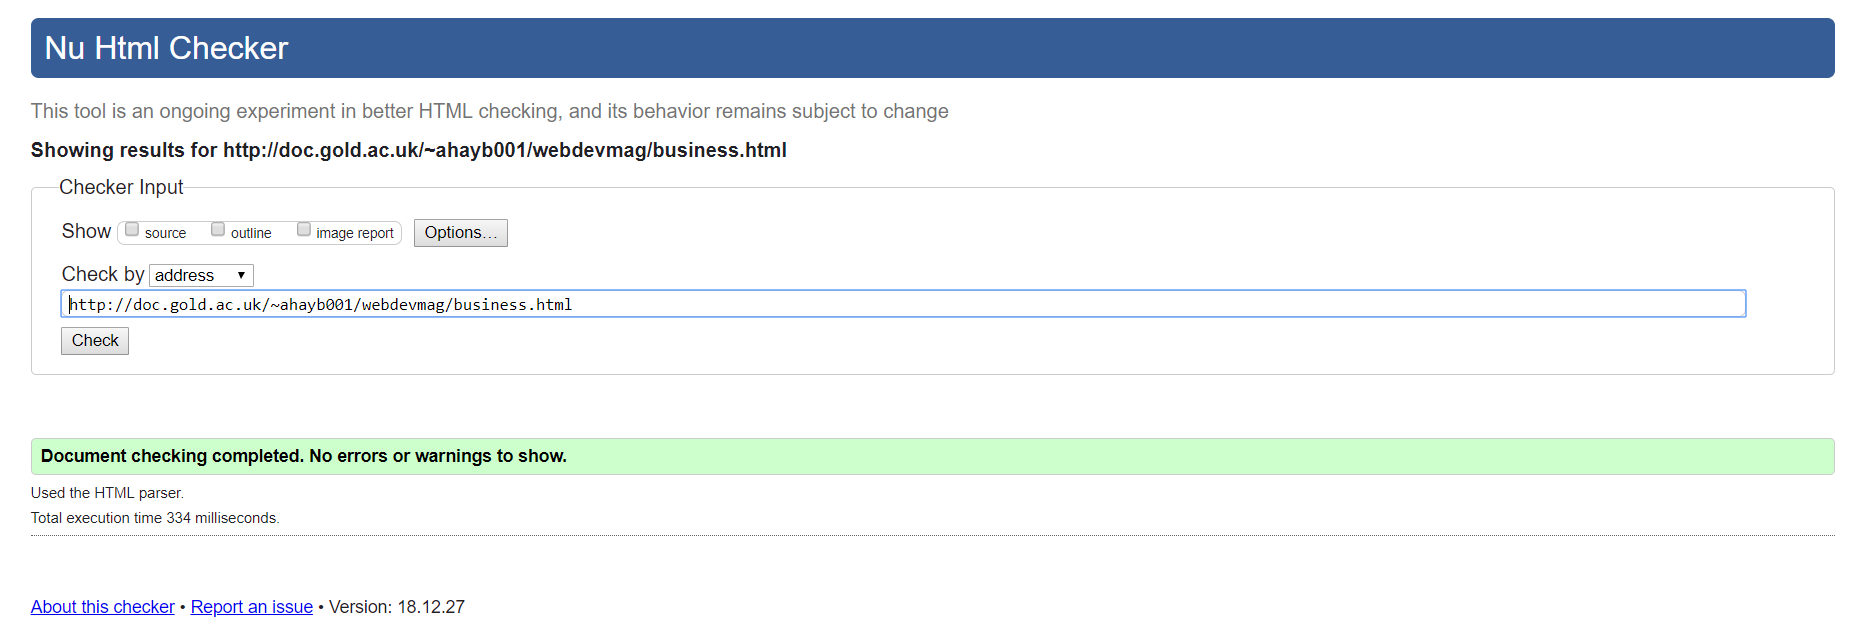 Nu Html Checker
This tool is an ongoing experiment in better HTML checking, and its behavior remains subject to change
Showing results for http://doc.gold.ac.uk/~ahayb001/webdevmag/business.html
Checker Input
Show source outline image report Options...
Check by address
http://doc.gold.ac.uk/~ahayb001/webdevmag/business.html
Check
Document checking completed. No errors or warnings to show.
Used the HTML parser.
Total execution time 334 milliseconds.
About this checker • Report an issue • Version: 18.12.27